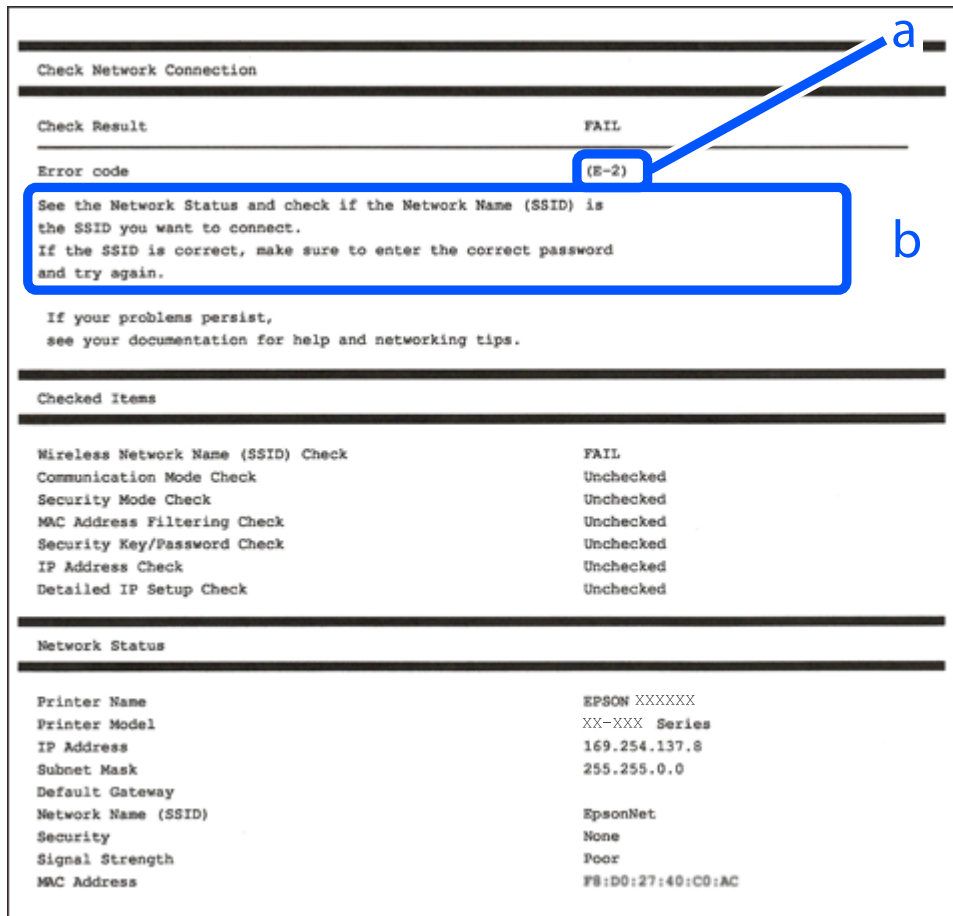 a
Check Network Connection
Check Result FAIL
Error code (E-2)
See the Network Status and check if the Network Name (SSID) is
the SSID you want to connect.
If the SSID is correct, make sure to enter the correct password
and try again.
b
If your problems persist,
see your documentation for help and networking tips.
Checked Items
Wireless Network Name (SSID) Check FAIL
Communication Mode Check Unchecked
Security Mode Check Unchecked
MAC Address Filtering Check Unchecked
Security Key/Password Check Unchecked
IP Address Check Unchecked
Detailed IP Setup Check Unchecked
Network Status
Printer Name EPSON XXXXXX
Printer Model XX-XXX Series
IP Address 169.254.137.8
Subnet Mask 255.255.0.0
Default Gateway
Network Name (SSID) EpsonNet
Security None
Signal Strength Poor
MAC Address F8:D0:27:40:C0:AC